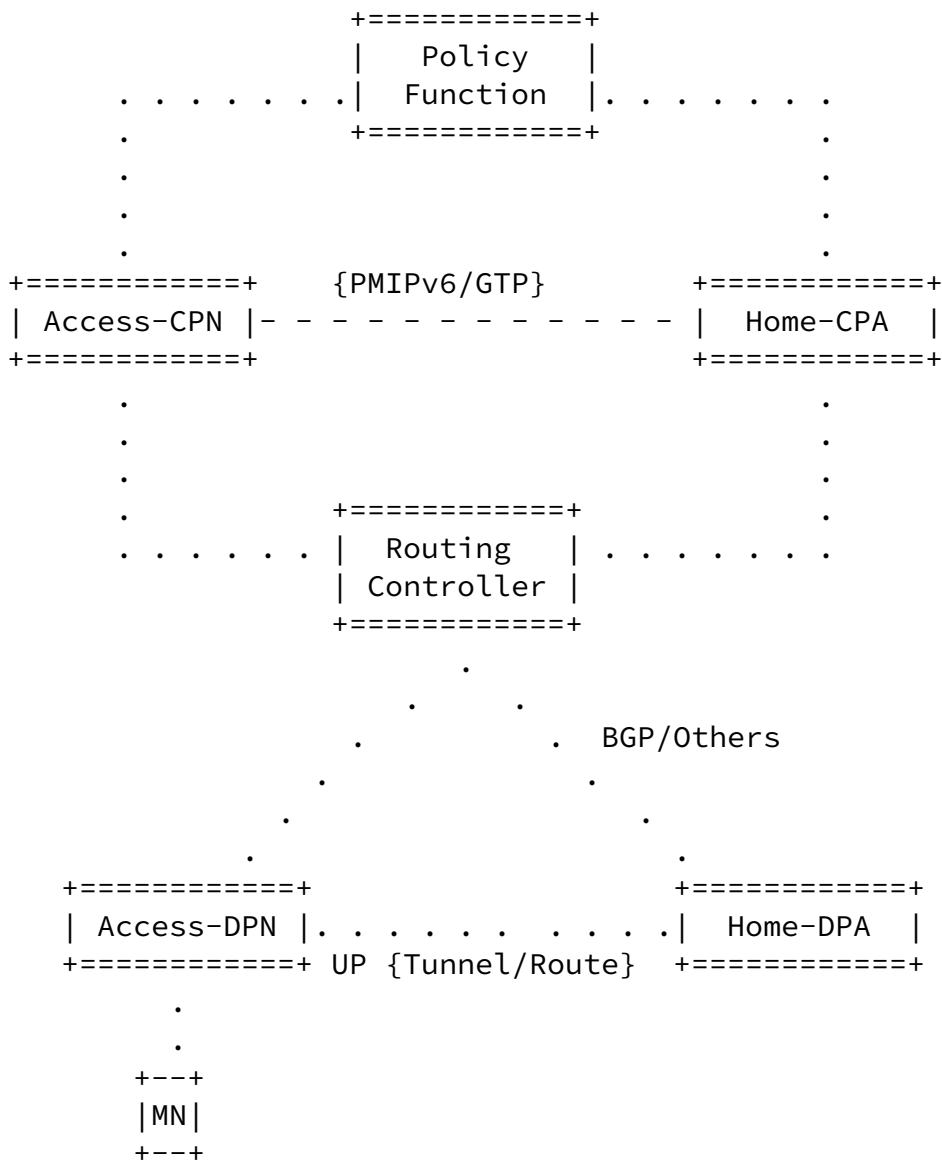 Policy
Function
{PMIPv6/GTP}
Access-CPN
Home-CPA
Routing
Controller
BGP/Others
Access-DPN
Home-DPA
UP {Tunnel/Route}
MN